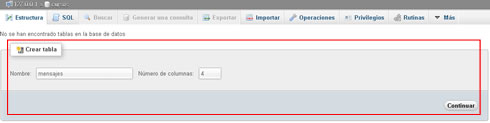 Estructura SQL Buscar Generar una consulta Exportar Importar Operaciones Privilegios Rutinas Más
No se han encontrado tablas en la base de datos
Crear tabla
Nombre: mensajes Número de columnas: 4
Continuar